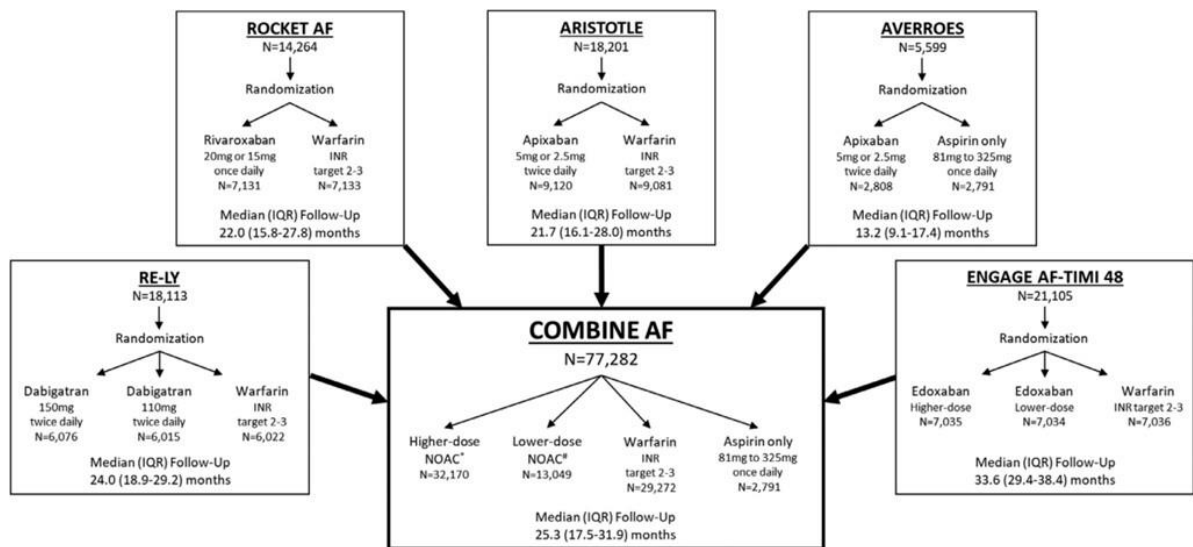 ROCKET AF
N=14,264
Randomization
Rivaroxaban
20mg or 15mg
once daily
N=7,131
Warfarin
INR
target 2-3
N=7,133
Median (IQR) Follow-Up
22.0 (15.8-27.8) months
ARISTOTLE
N=18,201
Randomization
Apixaban
5mg or 2.5mg
twice daily
N=9,120
Warfarin
INR
target 2-3
N=9,081
Median (IQR) Follow-Up
21.7 (16.1-28.0) months
AVERROES
N=5,599
Randomization
Apixaban
5mg or 2.5mg
twice daily
N=2,808
Aspirin only
81mg to 325mg
once daily
N=2,791
Median (IQR) Follow-Up
13.2 (9.1-17.4) months
RE-LY
N=18,113
Randomization
Dabigatran
150mg
twice daily
N=6,076
Dabigatran
110mg
twice daily
N=6,015
Warfarin
INR
target 2-3
N=6,022
Median (IQR) Follow-Up
24.0 (18.9-29.2) months
COMBINE AF
N=77,282
Higher-dose
NOAC*
N=32,170
Lower-dose
NOAC#
N=13,049
Warfarin
INR
target 2-3
N=29,272
Aspirin only
81mg to 325mg
once daily
N=2,791
Median (IQR) Follow-Up
25.3 (17.5-31.9) months
ENGAGE AF-TIMI 48
N=21,105
Randomization
Edoxaban
Higher-dose
N=7,035
Edoxaban
Lower-dose
N=7,034
Warfarin
INR target 2-3
N=7,036
Median (IQR) Follow-Up
33.6 (29.4-38.4) months